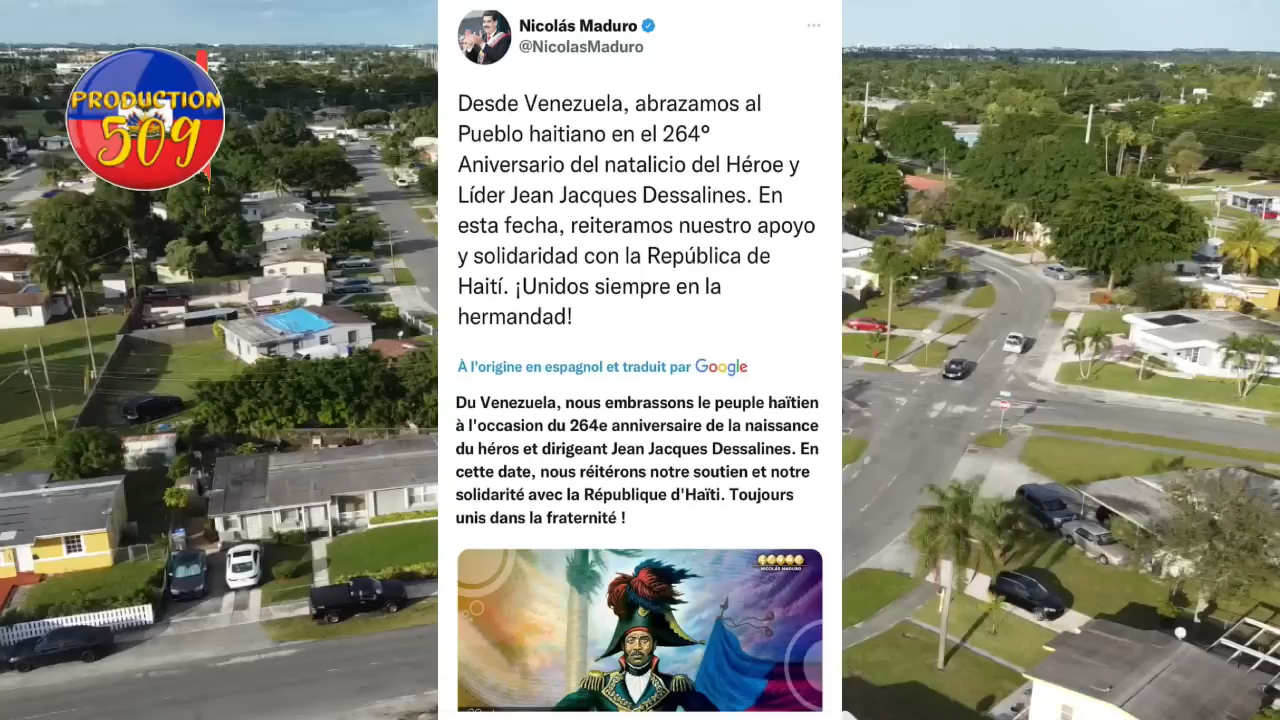 PRODUCTION
509
Nicolás Maduro
@NicolasMaduro
Desde Venezuela, abrazamos al
Pueblo haitiano en el 264º
Aniversario del natalicio del Héroe y
Líder Jean Jacques Dessalines. En
esta fecha, reiteramos nuestro apoyo
y solidaridad con la República de
Haití. ¡Unidos siempre en la
hermandad!
À l'origine en espagnol et traduit par Google
Du Venezuela, nous embrassons le peuple haïtien
à l'occasion du 264e anniversaire de la naissance
du héros et dirigeant Jean Jacques Dessalines. En
cette date, nous réitérons notre soutien et notre
solidarité avec la République d'Haïti. Toujours
unis dans la fraternité !
NICOLÁS MADURO